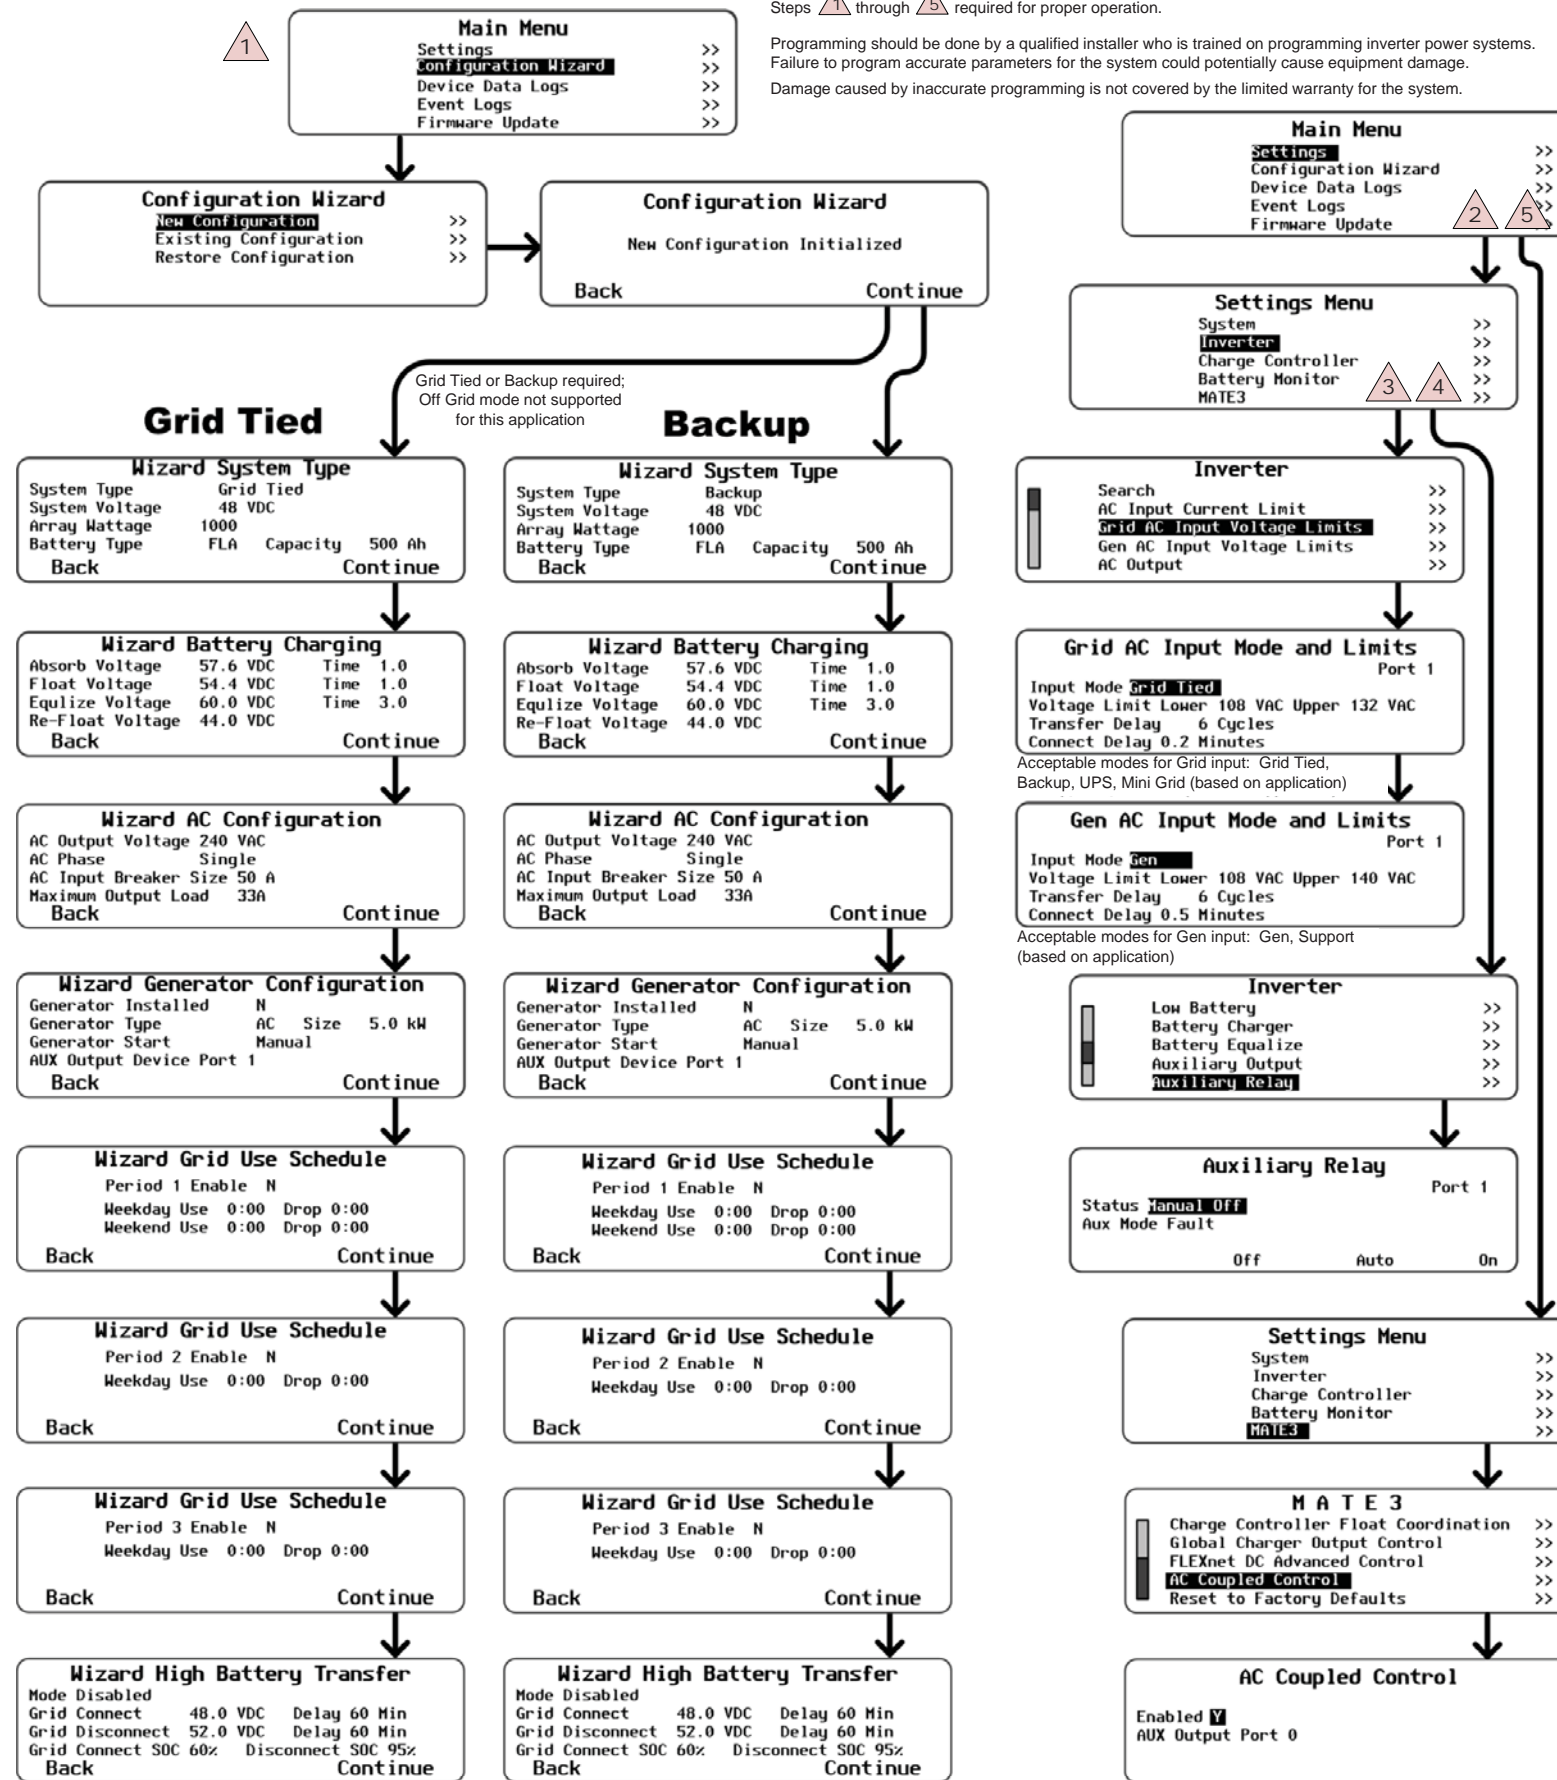 Steps 1 through 5 required for proper operation.
Programming should be done by a qualified installer who is trained on programming inverter power systems.
Failure to program accurate parameters for the system could potentially cause equipment damage.
Damage caused by inaccurate programming is not covered by the limited warranty for the system.
1
Main Menu
Settings >>
Configuration Wizard >>
Device Data Logs >>
Event Logs >>
Firmware Update >>
Configuration Wizard
New Configuration >>
Existing Configuration >>
Restore Configuration >>
Configuration Wizard
New Configuration Initialized
Back Continue
Grid Tied or Backup required;
Off Grid mode not supported
for this application
Grid Tied
Wizard System Type
System Type Grid Tied
System Voltage 48 VDC
Array Wattage 1000
Battery Type FLA Capacity 500 Ah
Back Continue
Wizard Battery Charging
Absorb Voltage 57.6 VDC Time 1.0
Float Voltage 54.4 VDC Time 1.0
Equlize Voltage 60.0 VDC Time 3.0
Re-Float Voltage 44.0 VDC
Back Continue
Wizard AC Configuration
AC Output Voltage 240 VAC
AC Phase Single
AC Input Breaker Size 50 A
Maximum Output Load 33A
Back Continue
Wizard Generator Configuration
Generator Installed N
Generator Type AC Size 5.0 kW
Generator Start Manual
AUX Output Device Port 1
Back Continue
Wizard Grid Use Schedule
Period 1 Enable N
Weekday Use 0:00 Drop 0:00
Weekend Use 0:00 Drop 0:00
Back Continue
Wizard Grid Use Schedule
Period 2 Enable N
Weekday Use 0:00 Drop 0:00
Back Continue
Wizard Grid Use Schedule
Period 3 Enable N
Weekday Use 0:00 Drop 0:00
Back Continue
Wizard High Battery Transfer
Mode Disabled
Grid Connect 48.0 VDC Delay 60 Min
Grid Disconnect 52.0 VDC Delay 60 Min
Grid Connect SOC 60% Disconnect SOC 95%
Back Continue
Backup
Wizard System Type
System Type Backup
System Voltage 48 VDC
Array Wattage 1000
Battery Type FLA Capacity 500 Ah
Back Continue
Wizard Battery Charging
Absorb Voltage 57.6 VDC Time 1.0
Float Voltage 54.4 VDC Time 1.0
Equlize Voltage 60.0 VDC Time 3.0
Re-Float Voltage 44.0 VDC
Back Continue
Wizard AC Configuration
AC Output Voltage 240 VAC
AC Phase Single
AC Input Breaker Size 50 A
Maximum Output Load 33A
Back Continue
Wizard Generator Configuration
Generator Installed N
Generator Type AC Size 5.0 kW
Generator Start Manual
AUX Output Device Port 1
Back Continue
Wizard Grid Use Schedule
Period 1 Enable N
Weekday Use 0:00 Drop 0:00
Weekend Use 0:00 Drop 0:00
Back Continue
Wizard Grid Use Schedule
Period 2 Enable N
Weekday Use 0:00 Drop 0:00
Back Continue
Wizard Grid Use Schedule
Period 3 Enable N
Weekday Use 0:00 Drop 0:00
Back Continue
Wizard High Battery Transfer
Mode Disabled
Grid Connect 48.0 VDC Delay 60 Min
Grid Disconnect 52.0 VDC Delay 60 Min
Grid Connect SOC 60% Disconnect SOC 95%
Back Continue
Main Menu
Settings >>
Configuration Wizard >>
Device Data Logs >>
Event Logs >>
Firmware Update >>
2 5
Settings Menu
System >>
Inverter >>
Charge Controller >>
Battery Monitor >>
MATE3 >>
3 4
Inverter
Search >>
AC Input Current Limit >>
Grid AC Input Voltage Limits >>
Gen AC Input Voltage Limits >>
AC Output >>
Grid AC Input Mode and Limits
Port 1
Input Mode Grid Tied
Voltage Limit Lower 108 VAC Upper 132 VAC
Transfer Delay 6 Cycles
Connect Delay 0.2 Minutes
Acceptable modes for Grid input: Grid Tied,
Backup, UPS, Mini Grid (based on application)
Gen AC Input Mode and Limits
Port 1
Input Mode Gen
Voltage Limit Lower 108 VAC Upper 140 VAC
Transfer Delay 6 Cycles
Connect Delay 0.5 Minutes
Acceptable modes for Gen input: Gen, Support
(based on application)
Inverter
Low Battery >>
Battery Charger >>
Battery Equalize >>
Auxiliary Output >>
Auxiliary Relay >>
Auxiliary Relay
Port 1
Status Manual Off
Aux Mode Fault
Off Auto On
Settings Menu
System >>
Inverter >>
Charge Controller >>
Battery Monitor >>
MATE3 >>
M A T E 3
Charge Controller Float Coordination >>
Global Charger Output Control >>
FLEXnet DC Advanced Control >>
AC Coupled Control >>
Reset to Factory Defaults >>
AC Coupled Control
Enabled Y
AUX Output Port 0